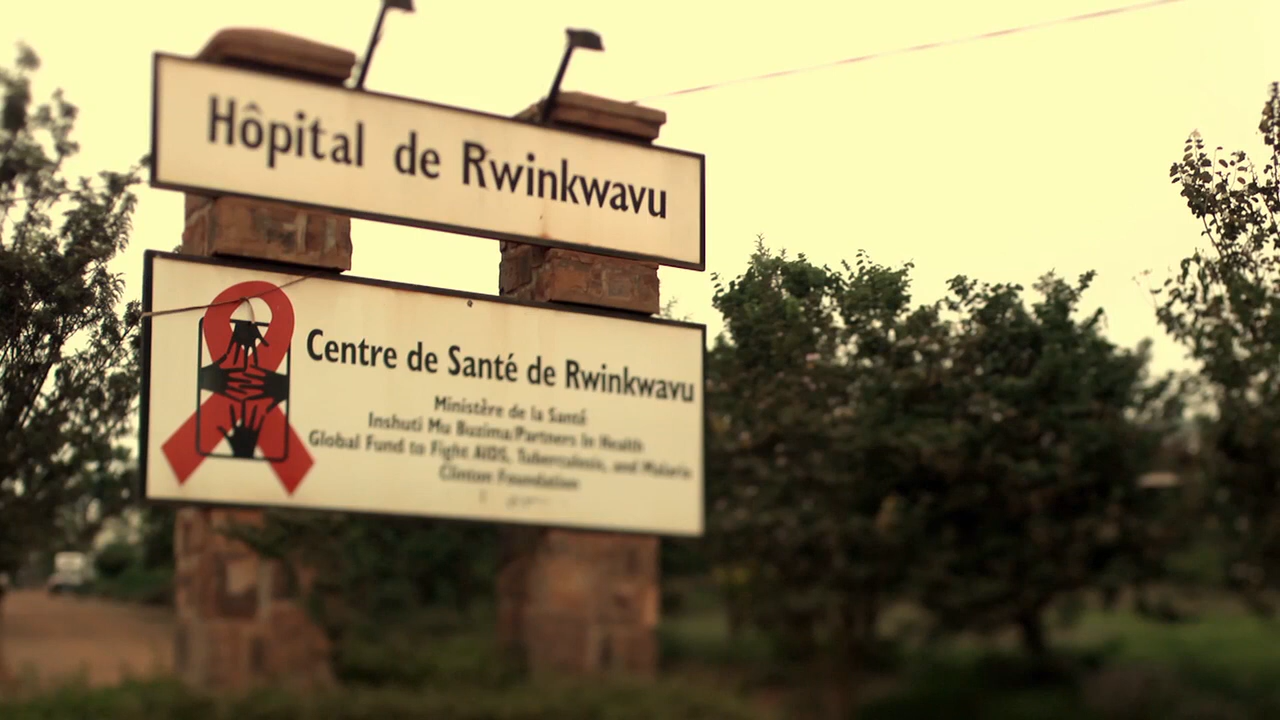 Hôpital de Rwinkwavu
Centre de Santé de Rwinkwavu
Ministère de la Santé
Inshuti Mu Buzima/Partners In Health
Global Fund to Fight AIDS, Tuberculosis, and Malaria
Clinton Foundation